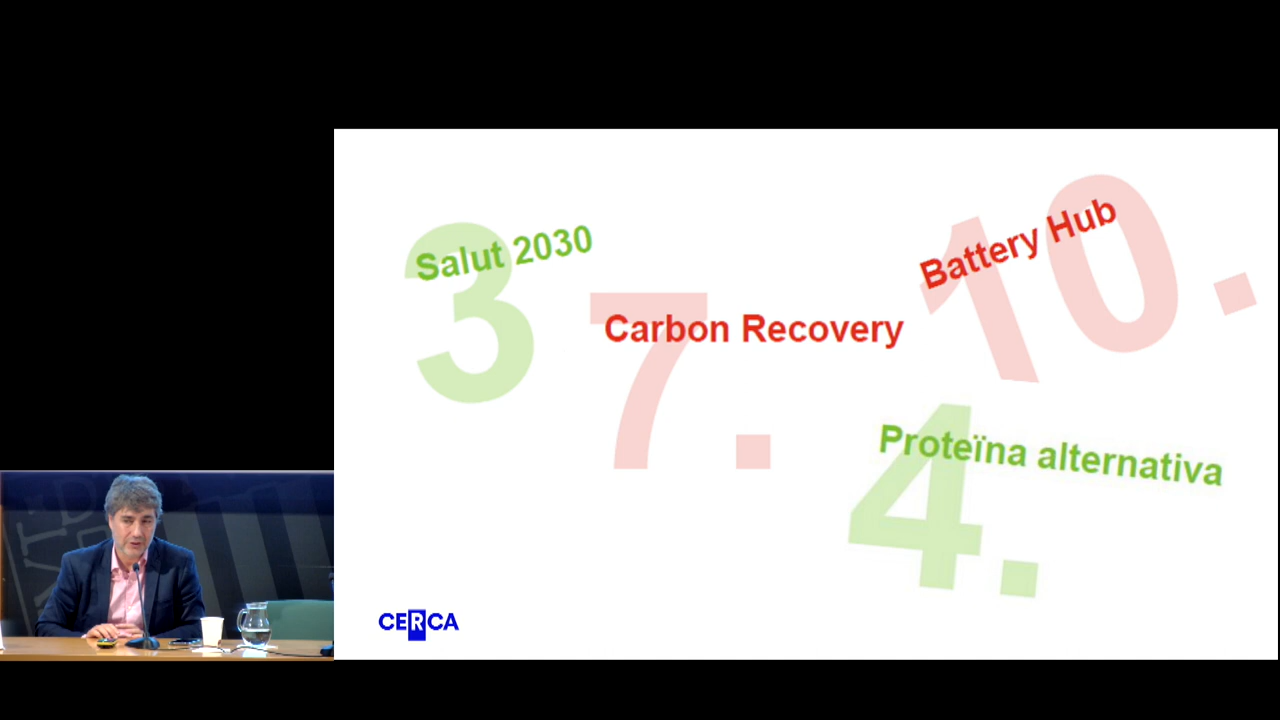 3
Salut 2030
7.
Carbon Recovery
10.
Battery Hub
4.
Proteïna alternativa
CERCA